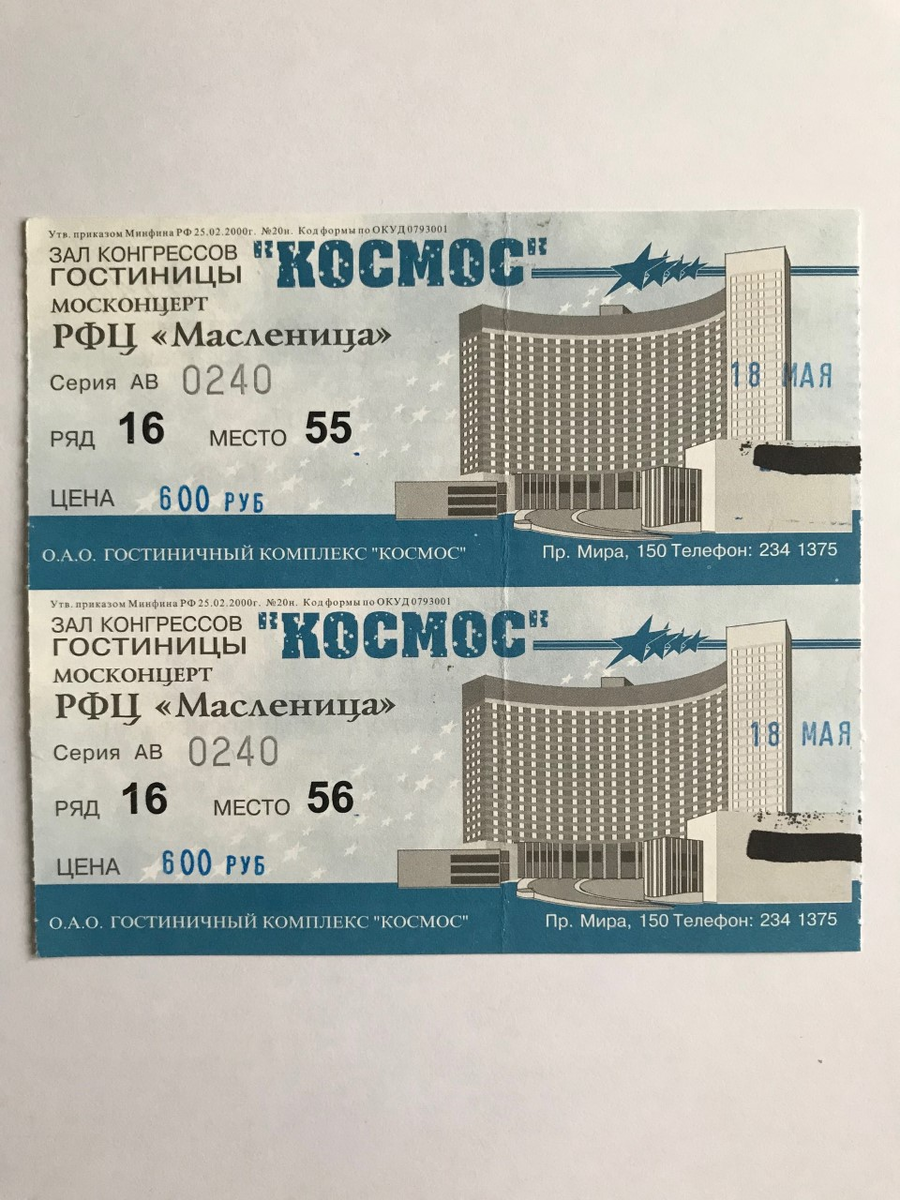 Утв. приказом Минфина РФ 25.02.2000г. №20н. Код формы по ОКУД 0793001
ЗАЛ КОНГРЕССОВ
ГОСТИНИЦЫ "КОСМОС"
МОСКОНЦЕРТ
РФЦ «Масленица»
Серия АВ 0240
18 МАЯ
РЯД 16 МЕСТО 55
ЦЕНА 600 РУБ
О.А.О. ГОСТИНИЧНЫЙ КОМПЛЕКС "КОСМОС" Пр. Мира, 150 Телефон: 234 1375
Утв. приказом Минфина РФ 25.02.2000г. №20н. Код формы по ОКУД 0793001
ЗАЛ КОНГРЕССОВ
ГОСТИНИЦЫ "КОСМОС"
МОСКОНЦЕРТ
РФЦ «Масленица»
Серия АВ 0240
18 МАЯ
РЯД 16 МЕСТО 56
ЦЕНА 600 РУБ
О.А.О. ГОСТИНИЧНЫЙ КОМПЛЕКС "КОСМОС" Пр. Мира, 150 Телефон: 234 1375